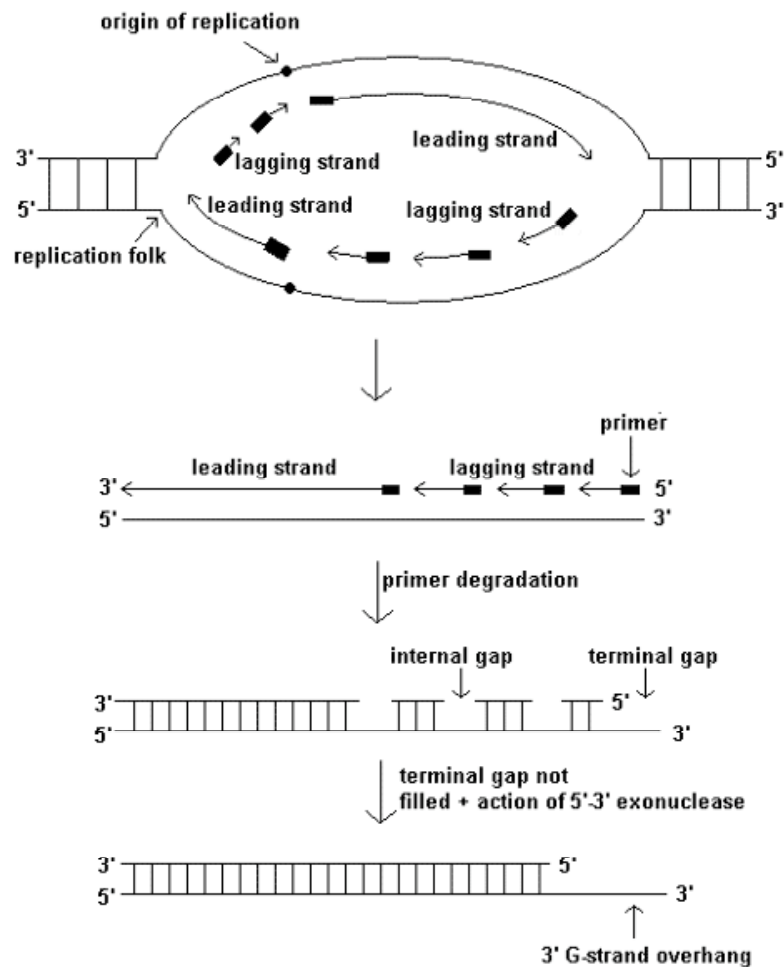 origin of replication
3'
5'
leading strand
lagging strand
leading strand
lagging strand
5'
3'
replication folk
primer
leading strand
lagging strand
3'
5'
5'
3'
primer degradation
internal gap
terminal gap
3'
5'
5'
3'
terminal gap not
filled + action of 5'-3' exonuclease
3'
5'
5'
3'
3' G-strand overhang